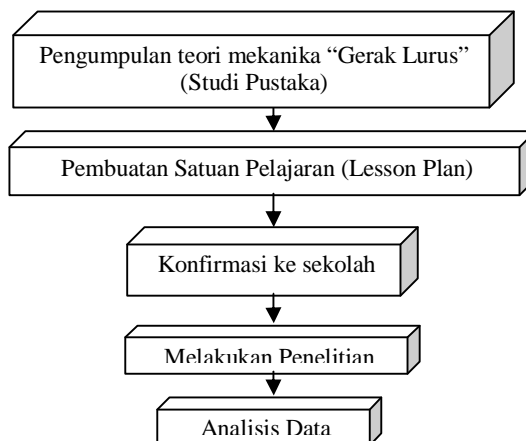 Pengumpulan teori mekanika “Gerak Lurus”
(Studi Pustaka)
Pembuatan Satuan Pelajaran (Lesson Plan)
Konfirmasi ke sekolah
Melakukan Penelitian
Analisis Data